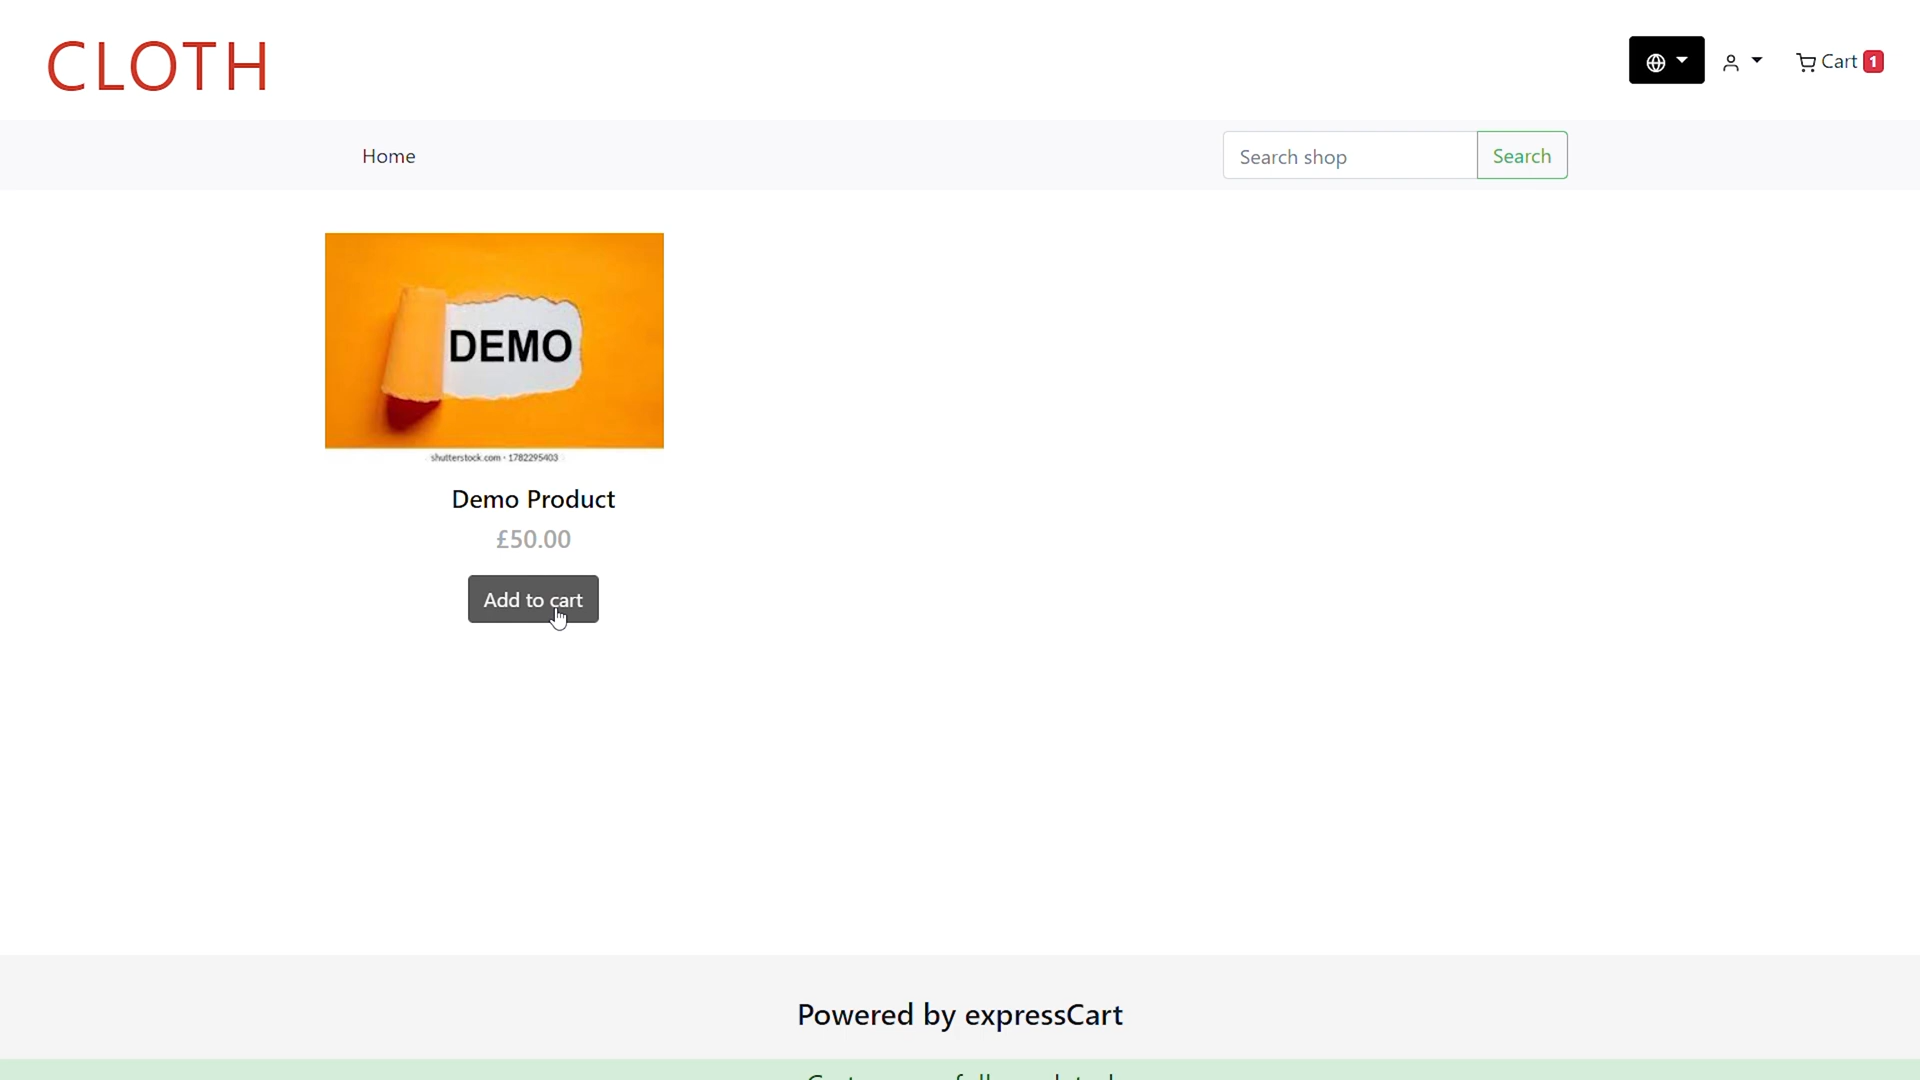 CLOTH
Cart 1
Home
Search shop
Search
DEMO
shutterstock.com · 1782295403
Demo Product
£50.00
Add to cart
Powered by expressCart